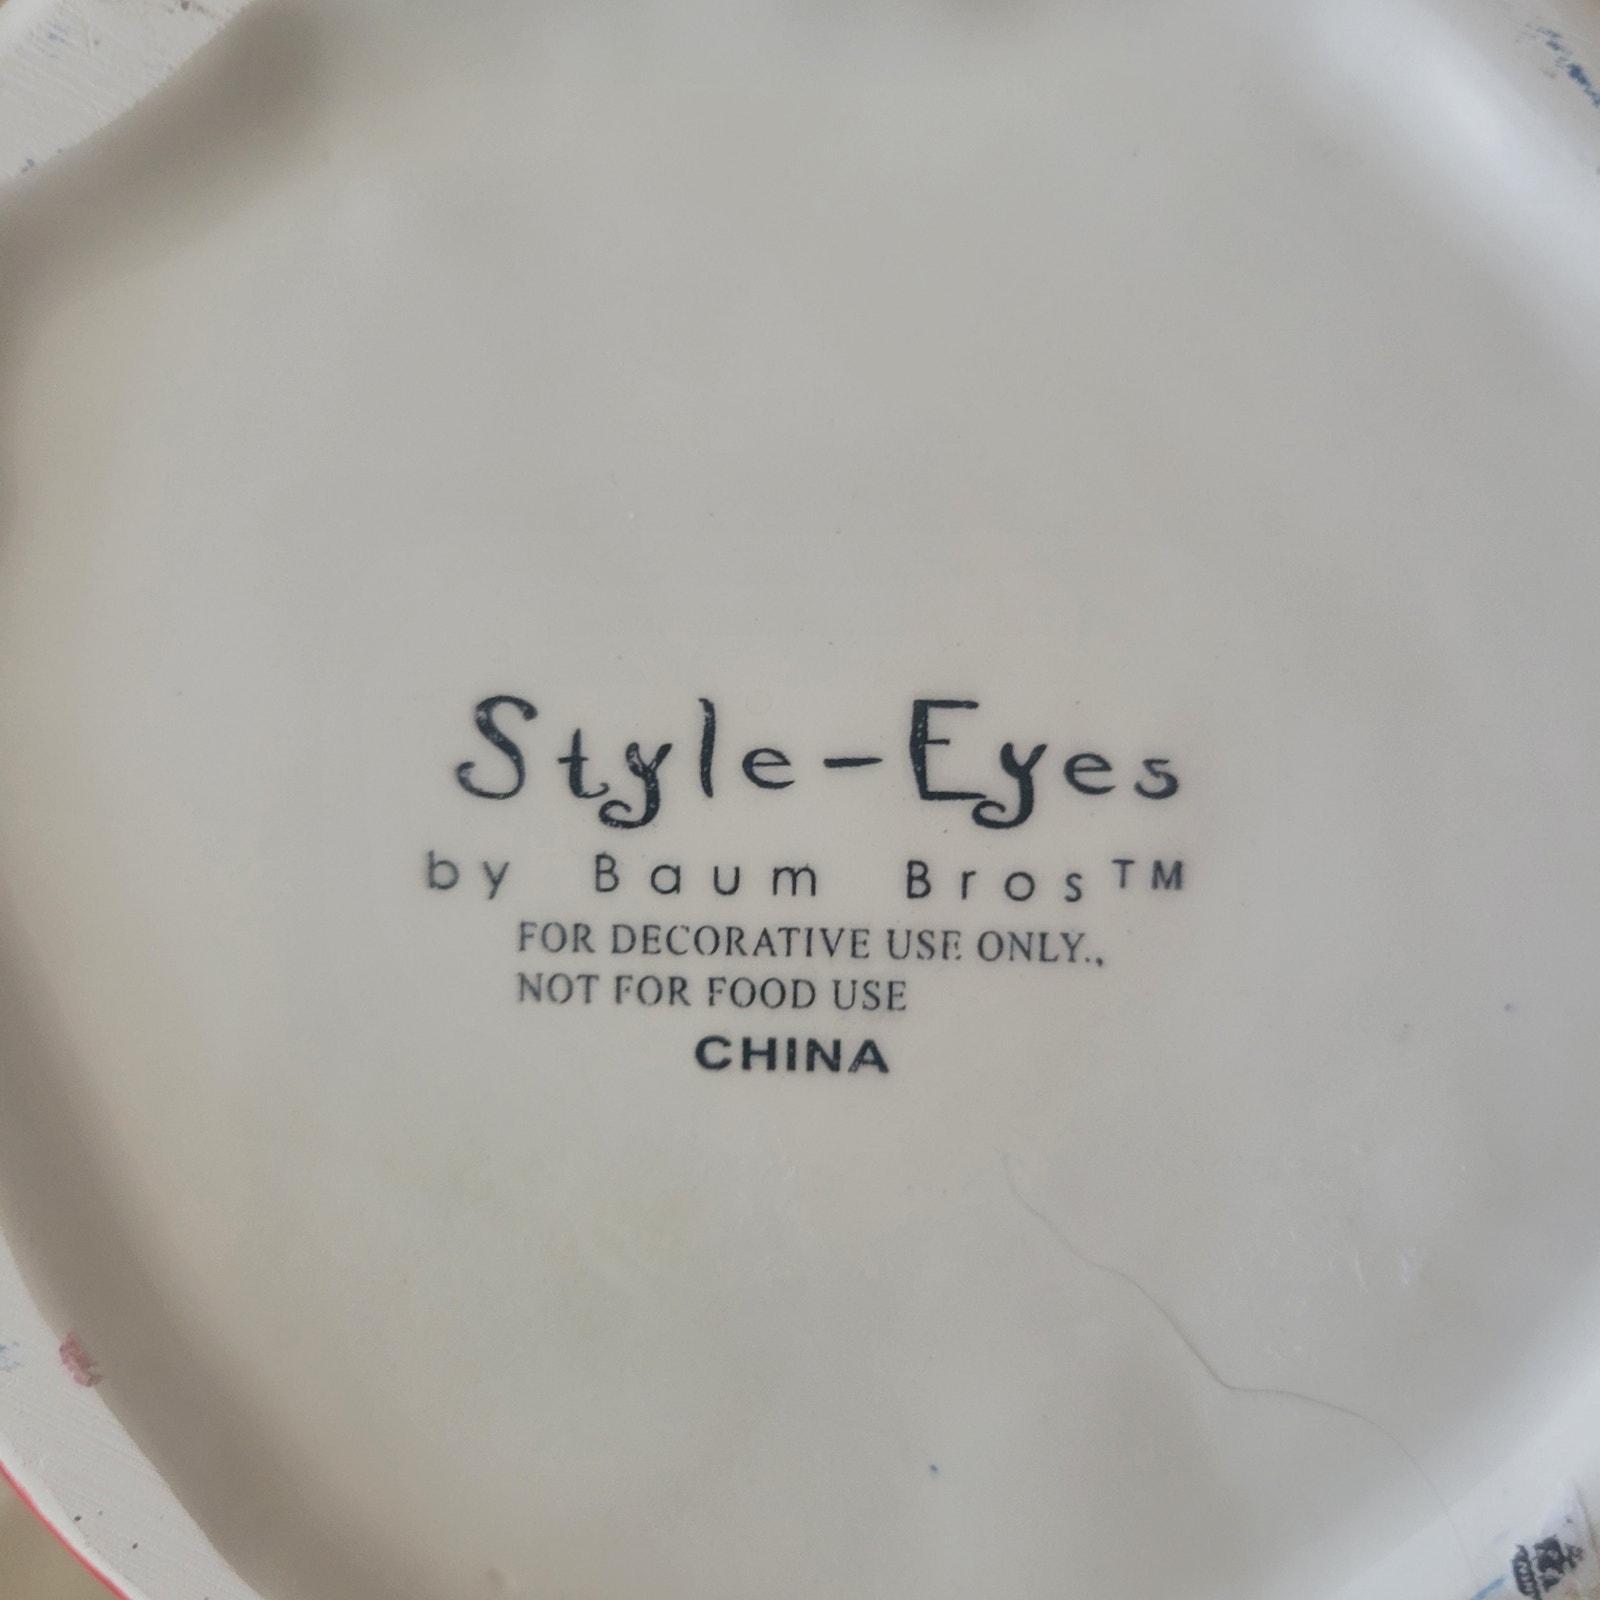 Style-Eyes
by Baum Bros™
FOR DECORATIVE USE ONLY.,
NOT FOR FOOD USE
CHINA